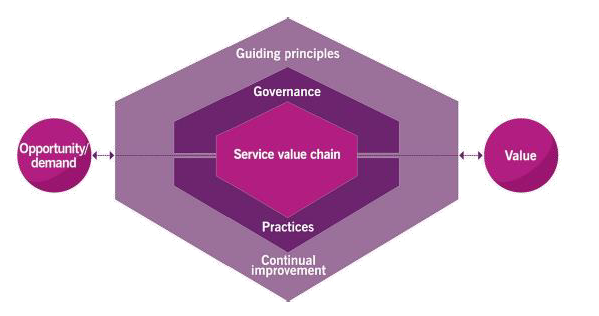 Guiding principles
Governance
Opportunity/
demand
Service value chain
Value
Practices
Continual
improvement